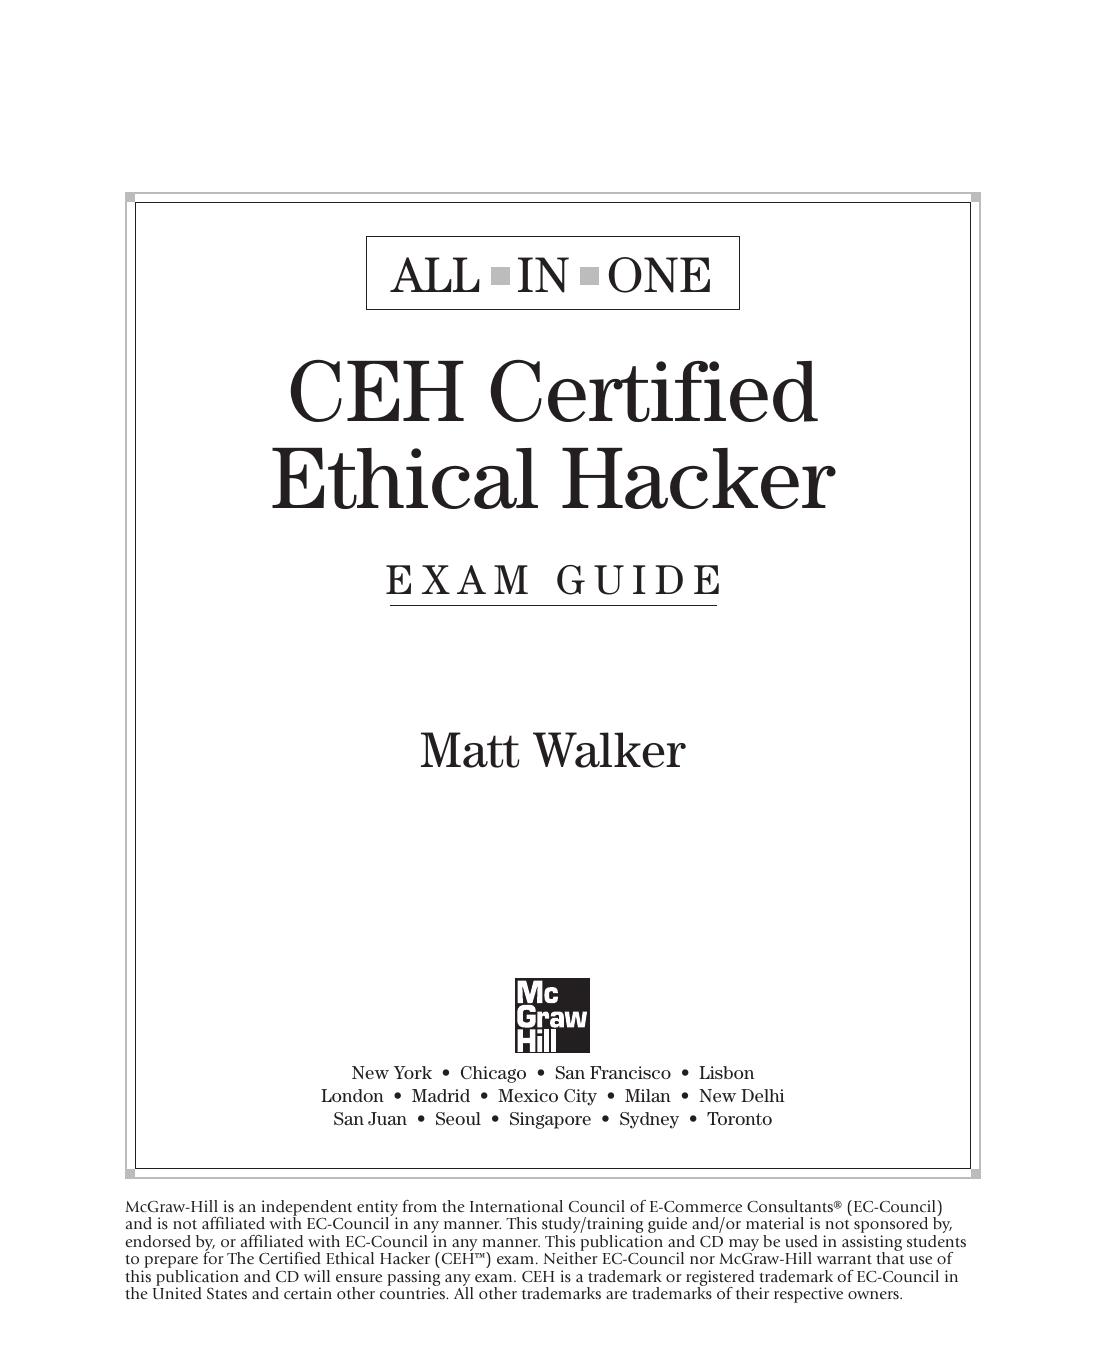 ALL IN ONE
CEH Certified
Ethical Hacker
EXAM GUIDE
Matt Walker
Mc
Graw
Hill
New York • Chicago • San Francisco • Lisbon
London • Madrid • Mexico City • Milan • New Delhi
San Juan • Seoul • Singapore • Sydney • Toronto
McGraw-Hill is an independent entity from the International Council of E-Commerce Consultants® (EC-Council)
and is not affiliated with EC-Council in any manner. This study/training guide and/or material is not sponsored by,
endorsed by, or affiliated with EC-Council in any manner. This publication and CD may be used in assisting students
to prepare for The Certified Ethical Hacker (CEH™) exam. Neither EC-Council nor McGraw-Hill warrant that use of
this publication and CD will ensure passing any exam. CEH is a trademark or registered trademark of EC-Council in
the United States and certain other countries. All other trademarks are trademarks of their respective owners.